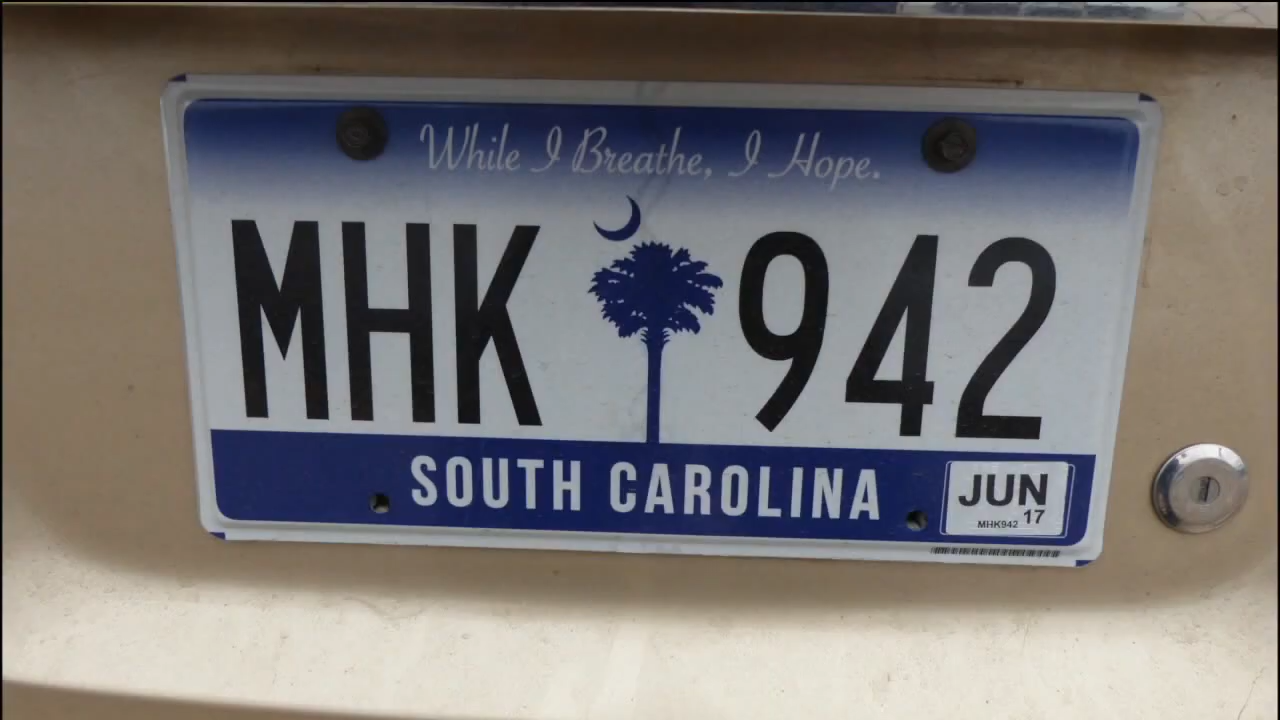 While I Breathe, I Hope.
MHK 942
SOUTH CAROLINA
JUN
MHK942 17